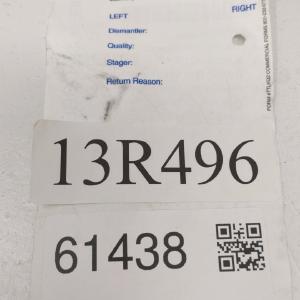 LEFT
RIGHT
Dismantler:
Quality:
Stager:
Return Reason:
13R496
61438